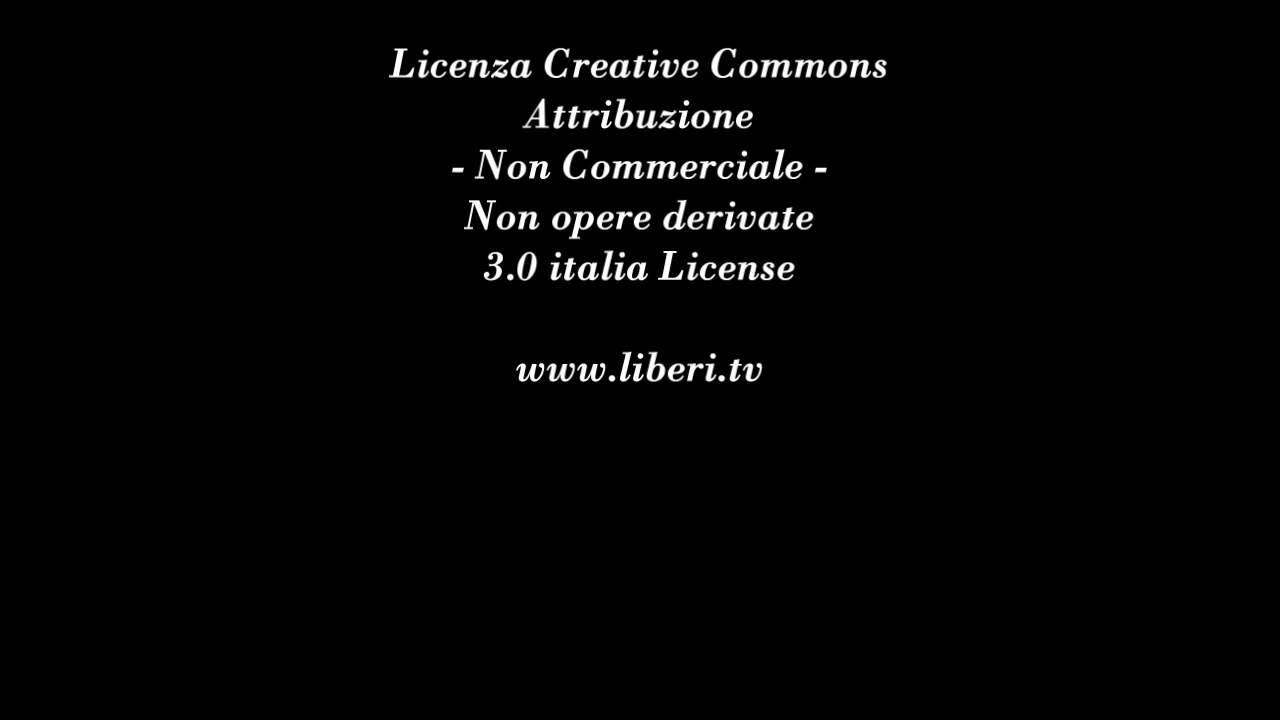 Licenza Creative Commons
Attribuzione
- Non Commerciale -
Non opere derivate
3.0 italia License
www.liberi.tv